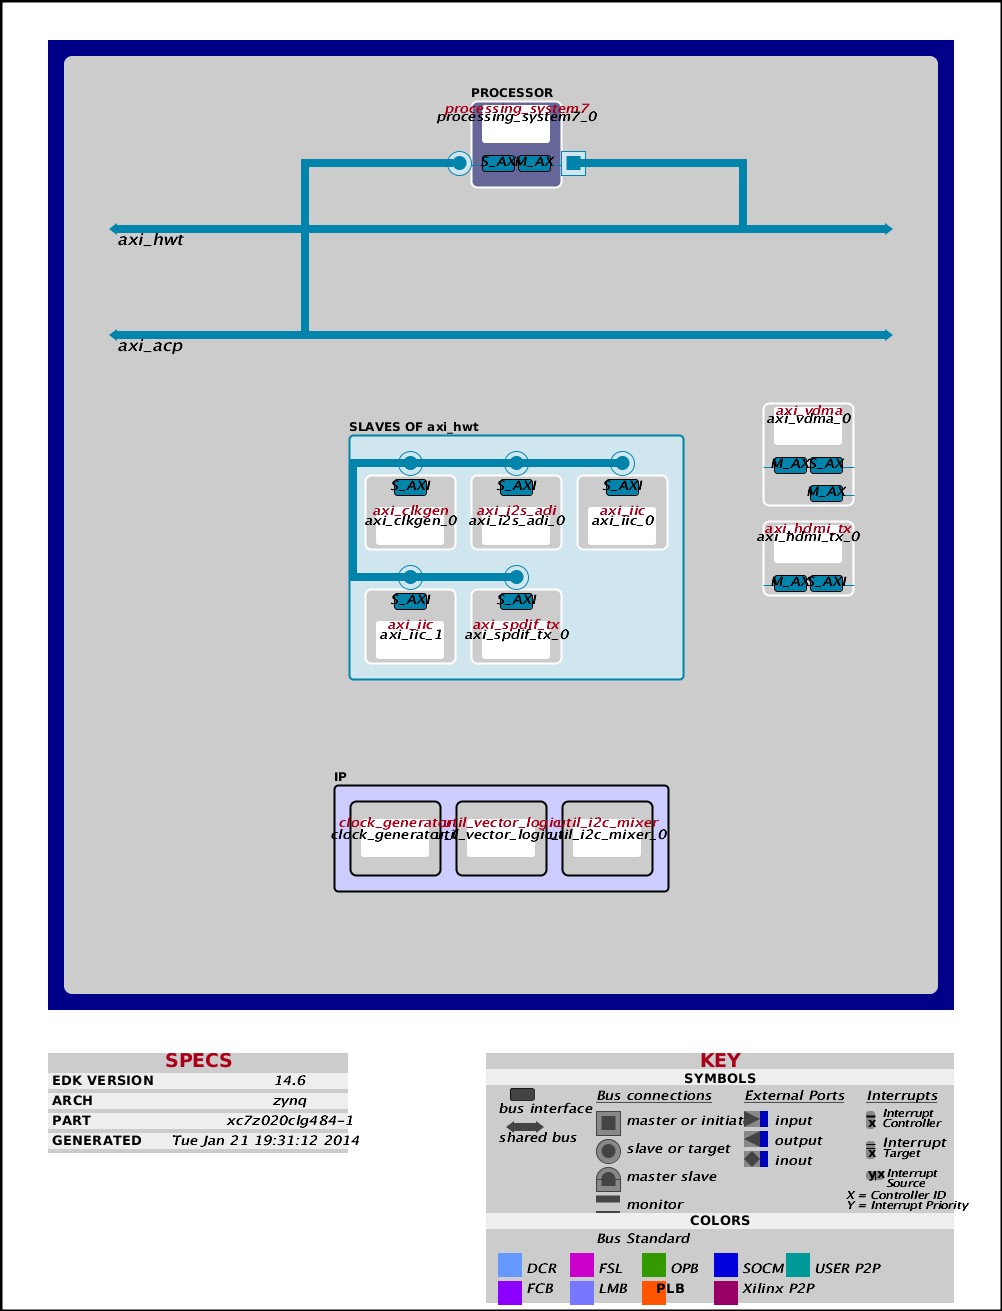 PROCESSOR
processing_system7
processing_system7_0
S_AXI M_AX
axi_hwt
axi_acp
SLAVES OF axi_hwt
S_AXI S_AXI S_AXI
axi_clkgen axi_i2s_adi axi_iic
axi_clkgen_0 axi_i2s_adi_0 axi_iic_0
S_AXI S_AXI
axi_iic axi_spdif_tx
axi_iic_1 axi_spdif_tx_0
axi_vdma
axi_vdma_0
M_AX S_AX
M_AX
axi_hdmi_tx
axi_hdmi_tx_0
M_AX S_AXI
IP
clock_generator util_vector_logic util_i2c_mixer
clock_generator util_vector_logic util_i2c_mixer_0
SPECS
EDK VERSION 14.6
ARCH zynq
PART xc7z020clg484-1
GENERATED Tue Jan 21 19:31:12 2014
KEY
SYMBOLS
bus interface
shared bus
Bus connections
master or initiat
slave or target
master slave
monitor
External Ports
input
output
inout
Interrupts
x Interrupt
Controller
x Interrupt
Target
y x Interrupt
Source
X = Controller ID
Y = Interrupt Priority
COLORS
Bus Standard
DCR FSL OPB SOCM USER P2P
FCB LMB PLB Xilinx P2P